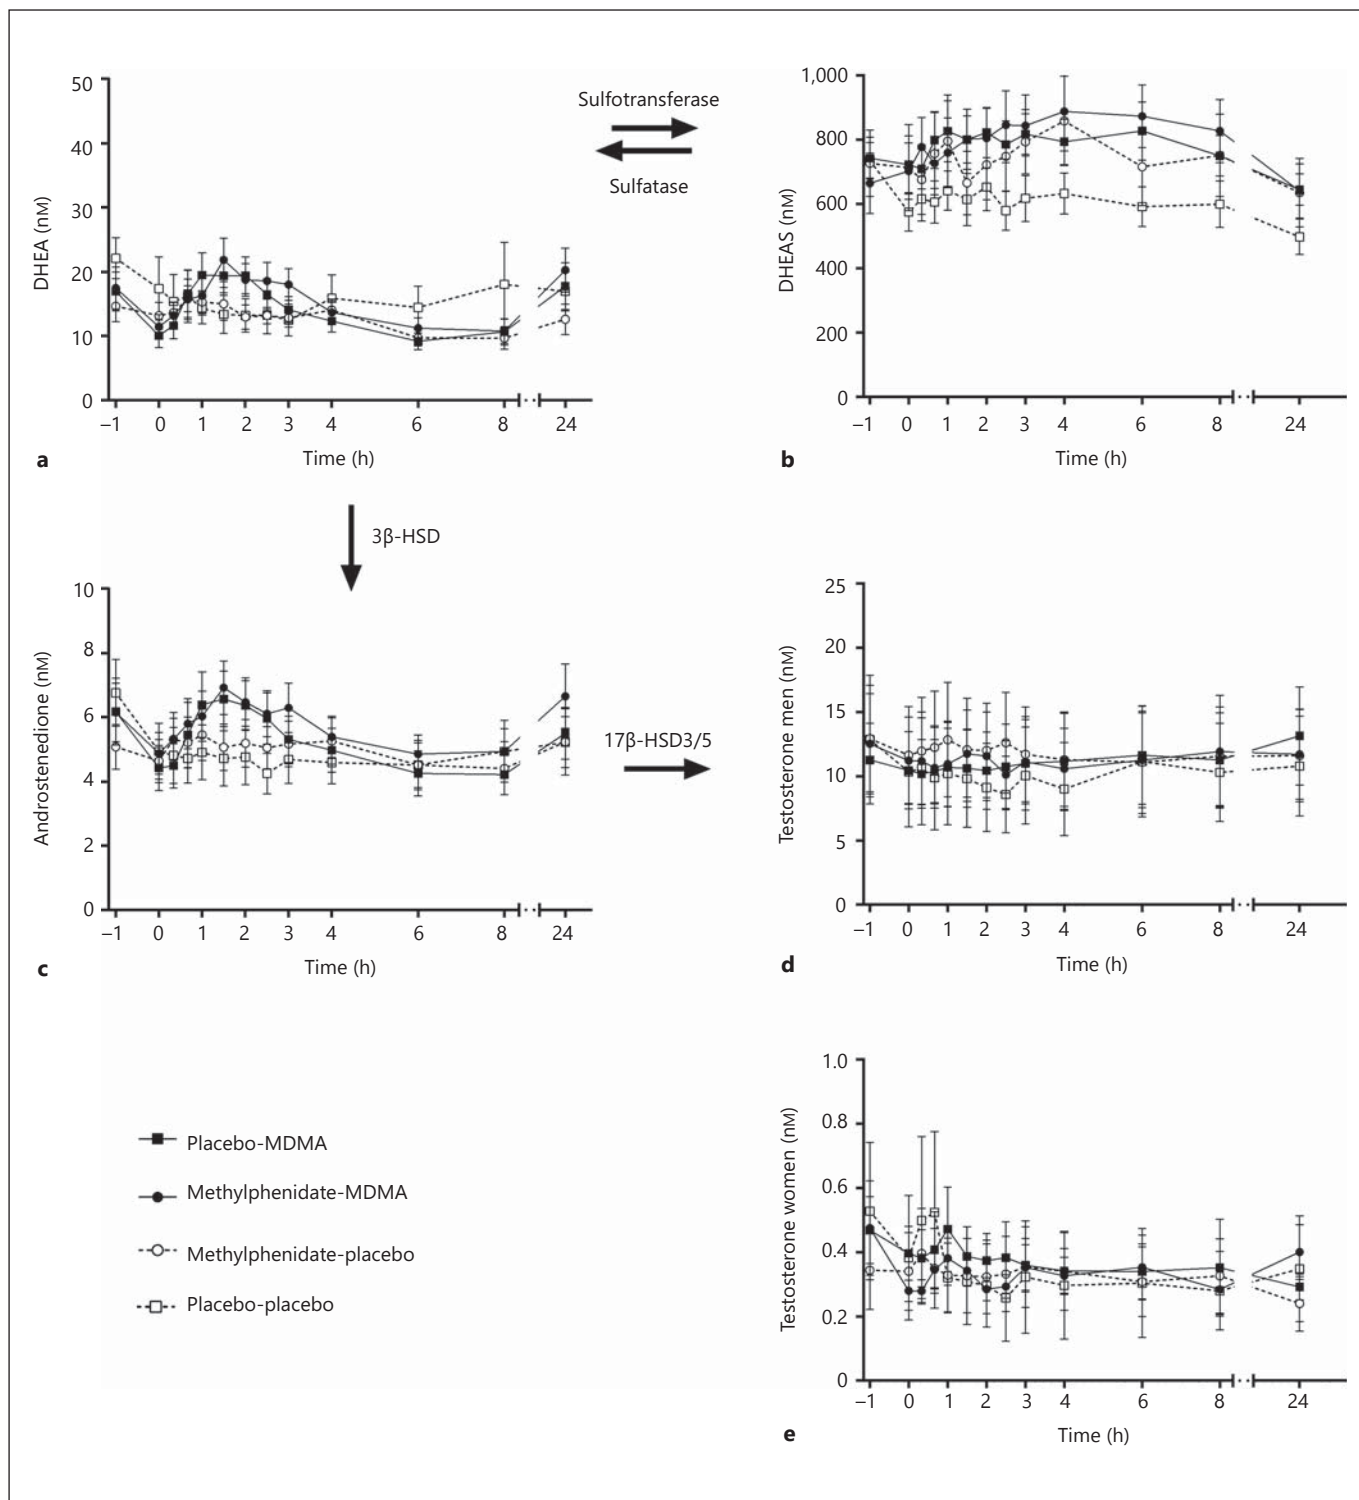 50
40
30
20
10
0
DHEA (nM)
–1 0 1 2 3 4 6 8 24
Time (h)
a
Sulfotransferase
Sulfatase
1,000
800
600
400
200
0
DHEAS (nM)
–1 0 1 2 3 4 6 8 24
Time (h)
b
3β-HSD
10
8
6
4
2
0
Androstenedione (nM)
–1 0 1 2 3 4 6 8 24
Time (h)
c
17β-HSD3/5
25
20
15
10
5
0
Testosterone men (nM)
–1 0 1 2 3 4 6 8 24
Time (h)
d
Placebo-MDMA
Methylphenidate-MDMA
Methylphenidate-placebo
Placebo-placebo
1.0
0.8
0.6
0.4
0.2
0
Testosterone women (nM)
–1 0 1 2 3 4 6 8 24
Time (h)
e